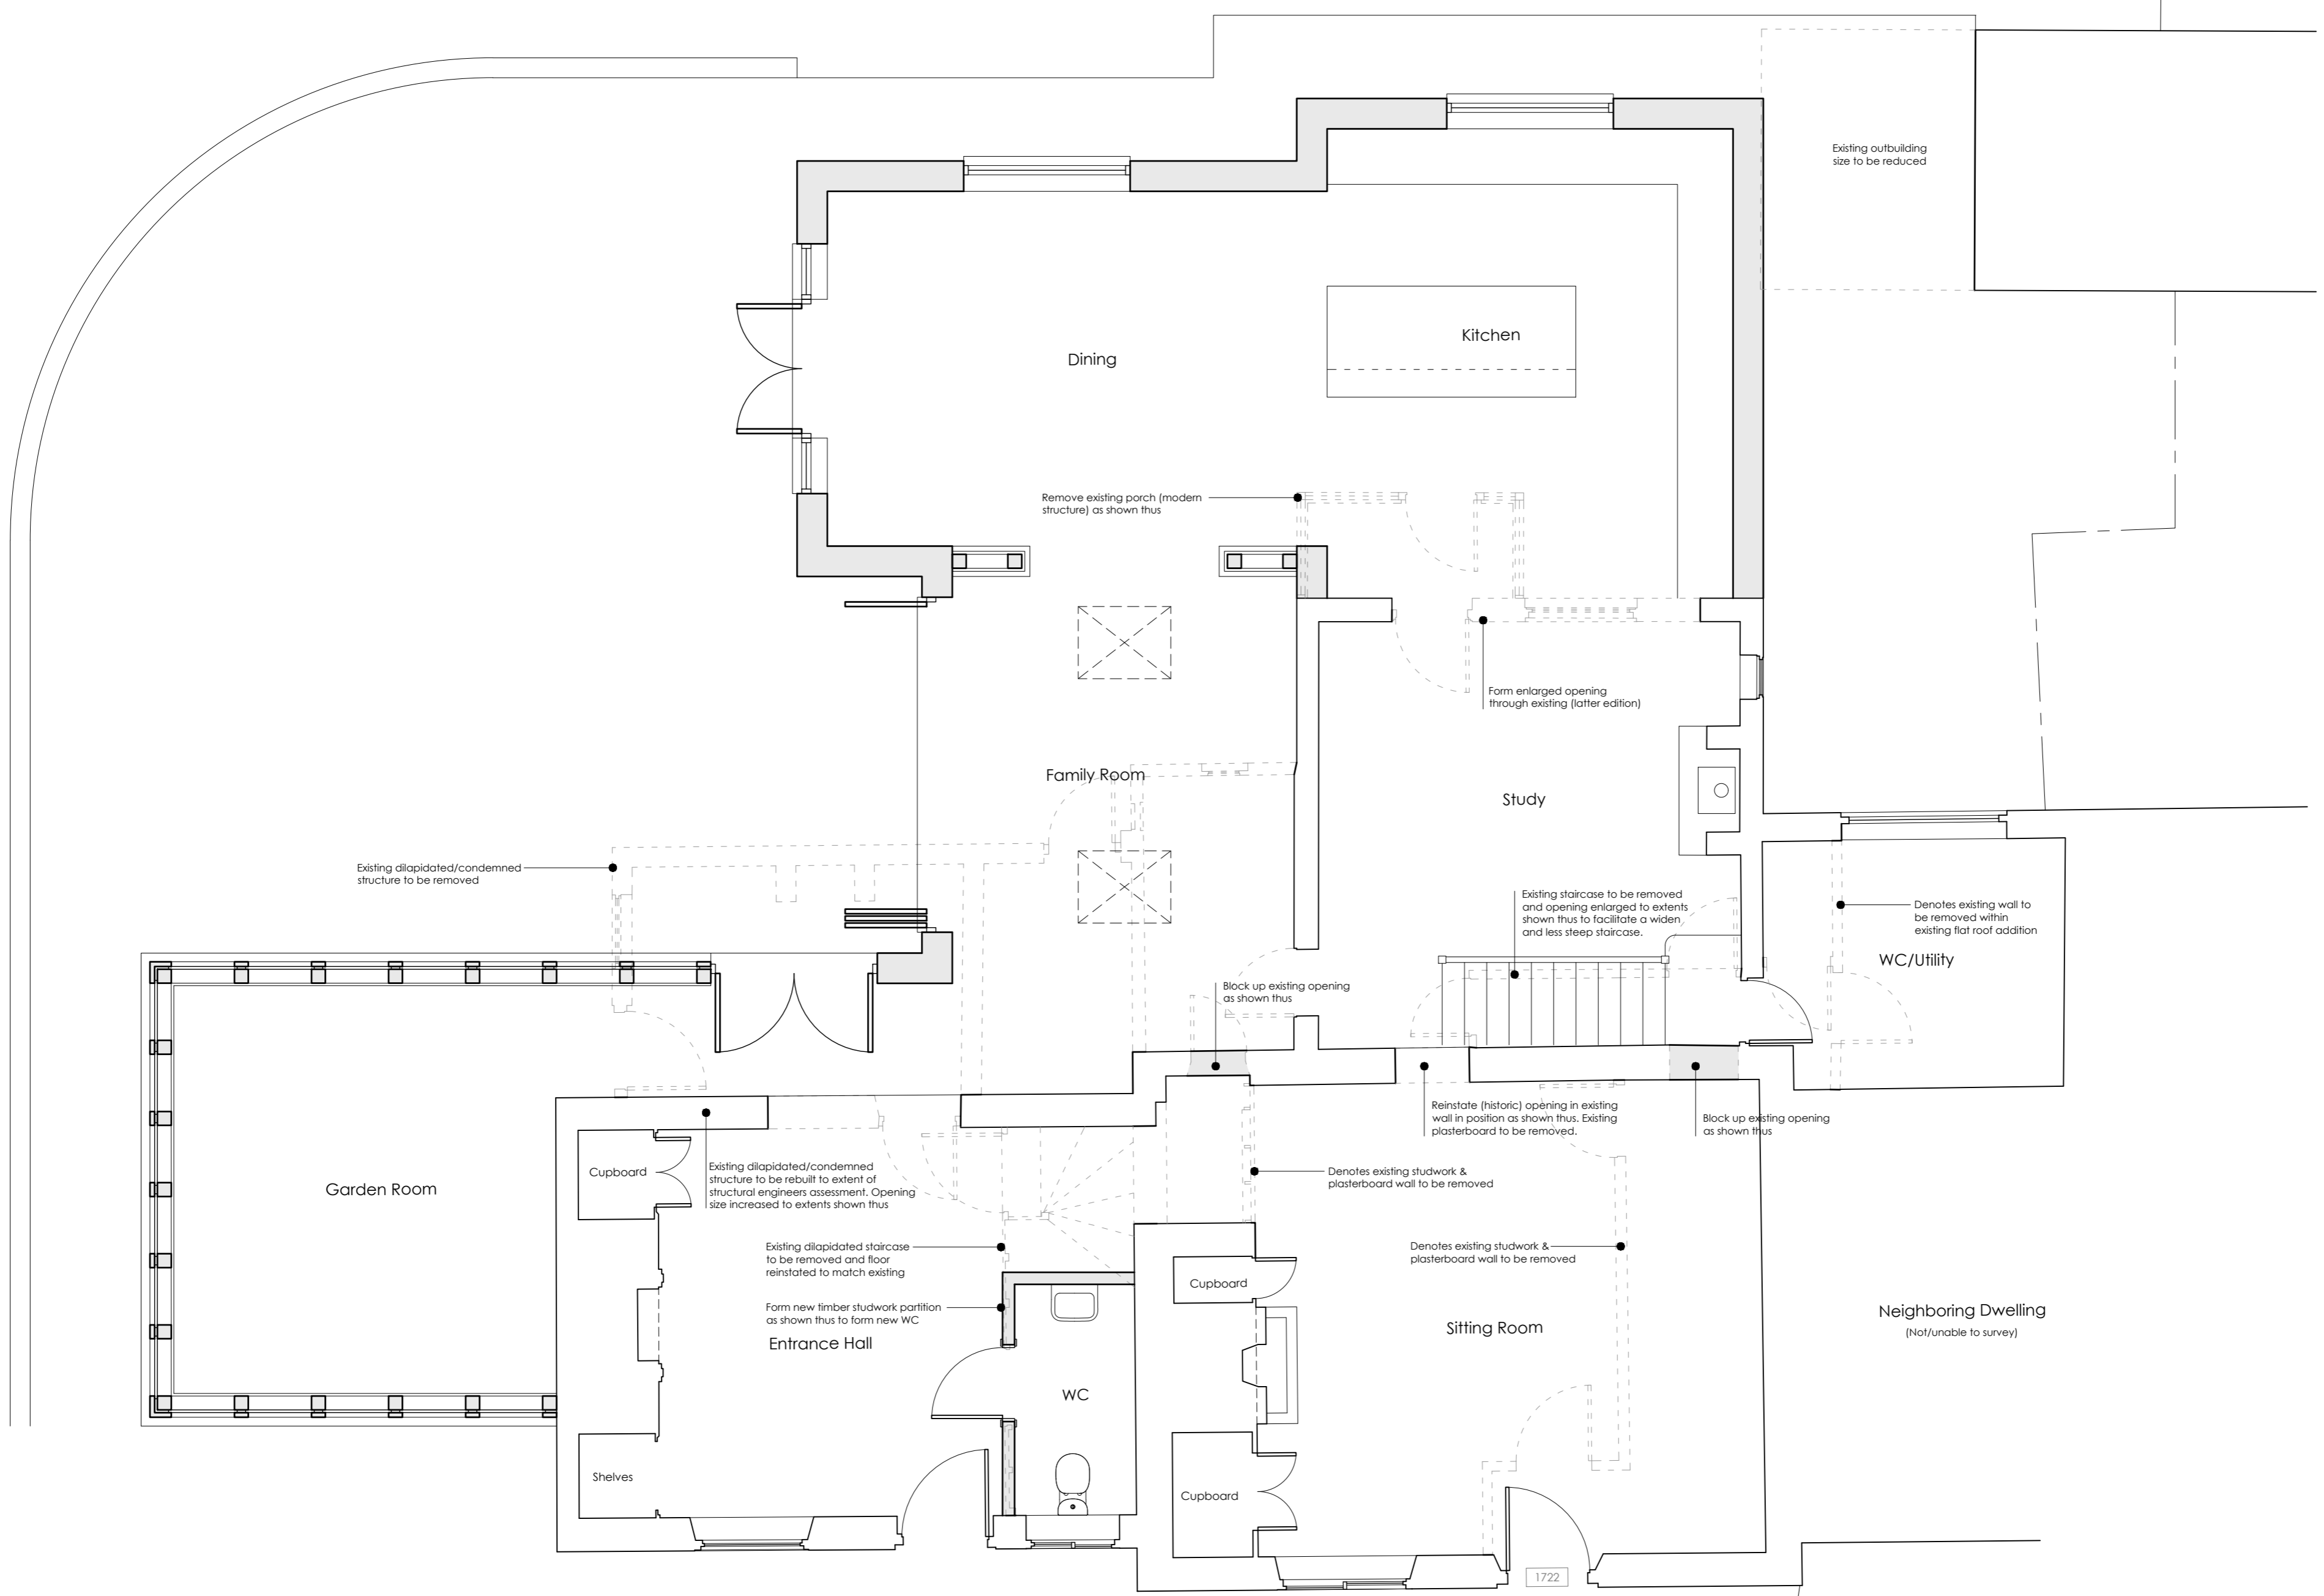 Existing outbuilding
size to be reduced
Kitchen
Dining
Remove existing porch (modern
structure) as shown thus
Form enlarged opening
through existing (latter edition)
Family Room
Study
Existing dilapidated/condemned
structure to be removed
Existing staircase to be removed
and opening enlarged to extents
shown thus to facilitate a widen
and less steep staircase.
Denotes existing wall to
be removed within
existing flat roof addition
WC/Utility
Block up existing opening
as shown thus
Reinstate (historic) opening in existing
wall in position as shown thus. Existing
plasterboard to be removed.
Block up existing opening
as shown thus
Cupboard
Existing dilapidated/condemned
structure to be rebuilt to extent of
structural engineers assessment. Opening
size increased to extents shown thus
Denotes existing studwork &
plasterboard wall to be removed
Garden Room
Existing dilapidated staircase
to be removed and floor
reinstated to match existing
Denotes existing studwork &
plasterboard wall to be removed
Cupboard
Form new timber studwork partition
as shown thus to form new WC
Neighboring Dwelling
(Not/unable to survey)
Sitting Room
Entrance Hall
WC
Shelves
Cupboard
1722